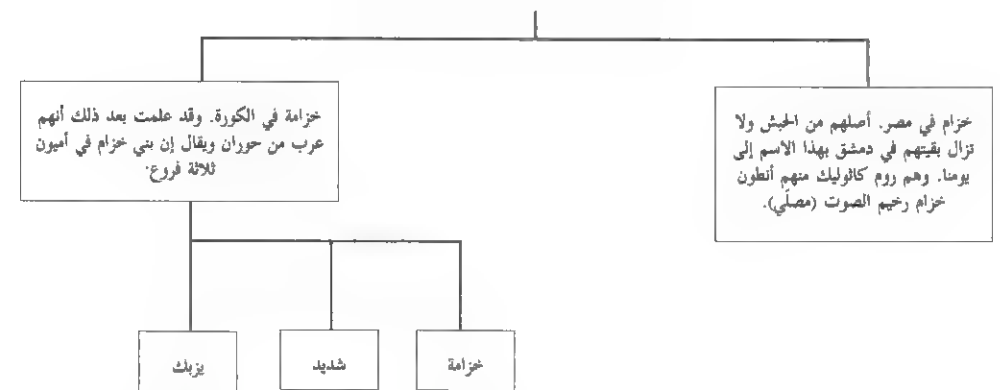 خزام في مصر. أصلهم من الحبش ولا
تزال بقيتهم في دمشق بهذا الاسم إلى
يومنا. وهم روم كاثوليك منهم أنطون
خزام رخيم الصوت (مصلّي).
خزامة في الكورة. وقد علمت بعد ذلك أنهم
عرب من حوران ويقال إن بني خزام في أميون
ثلاثة فروع.
خزامة
شديد
يزبك